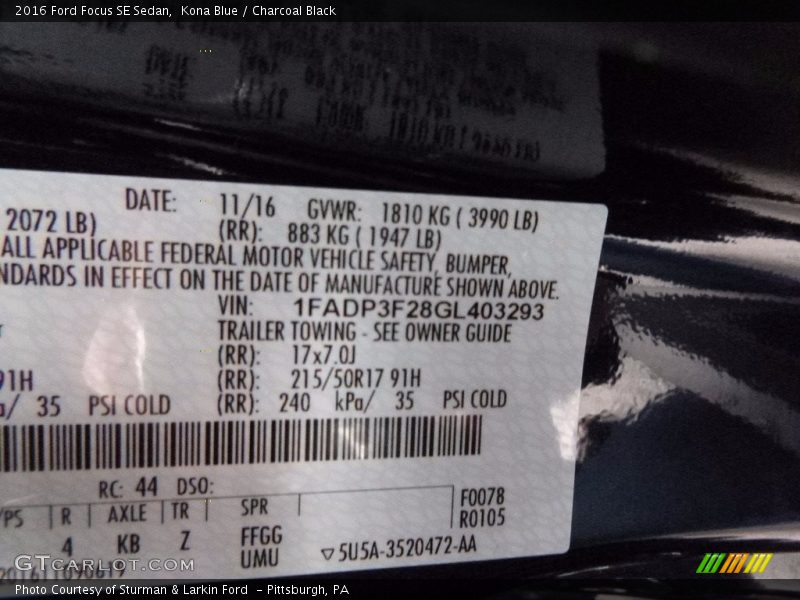 2016 Ford Focus SE Sedan, Kona Blue / Charcoal Black
DATE: 11/16 GVWR: 1810 KG ( 3990 LB)
2072 LB) (RR): 883 KG ( 1947 LB)
ALL APPLICABLE FEDERAL MOTOR VEHICLE SAFETY, BUMPER,
NDARDS IN EFFECT ON THE DATE OF MANUFACTURE SHOWN ABOVE.
VIN: 1FADP3F28GL403293
TRAILER TOWING - SEE OWNER GUIDE
(RR): 17x7.0J
91H (RR): 215/50R17 91H
a/ 35 PSI COLD (RR): 240 kPa/ 35 PSI COLD
RC: 44 DSO:
/PS R AXLE TR SPR F0078
R0105
4 KB Z FFGG
UMU ▽5U5A-3520472-AA
GTCarLot.com
Photo Courtesy of Sturman & Larkin Ford - Pittsburgh, PA